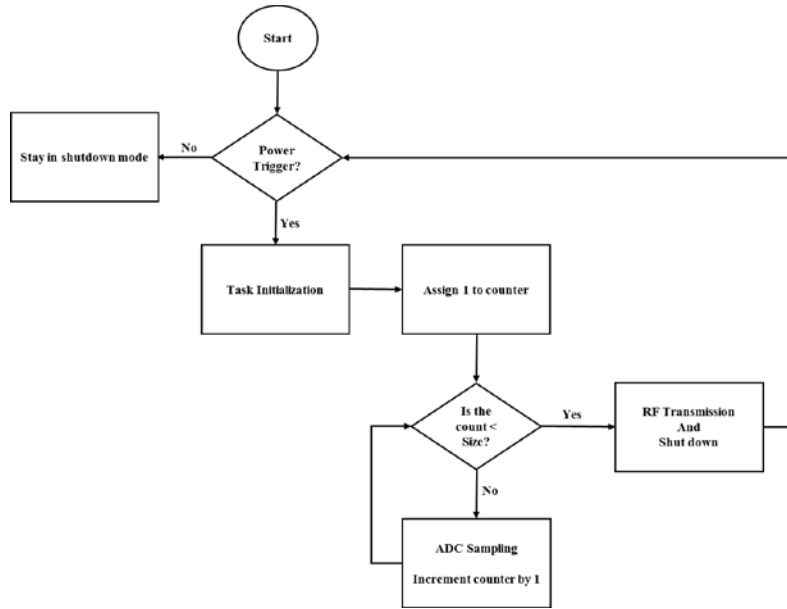 Start
Power
Trigger?
No
Stay in shutdown mode
Yes
Task Initialization
Assign 1 to counter
Is the
count <
Size?
Yes
RF Transmission
And
Shut down
No
ADC Sampling
Increment counter by 1